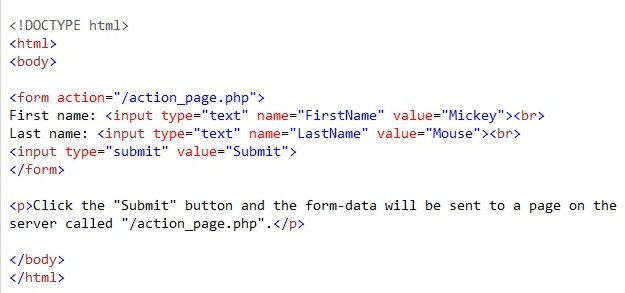 <!DOCTYPE html>
<html>
<body>
<form action="/action_page.php">
First name: <input type="text" name="FirstName" value="Mickey"><br>
Last name: <input type="text" name="LastName" value="Mouse"><br>
<input type="submit" value="Submit">
</form>
<p>Click the "Submit" button and the form-data will be sent to a page on the
server called "/action_page.php".</p>
</body>
</html>